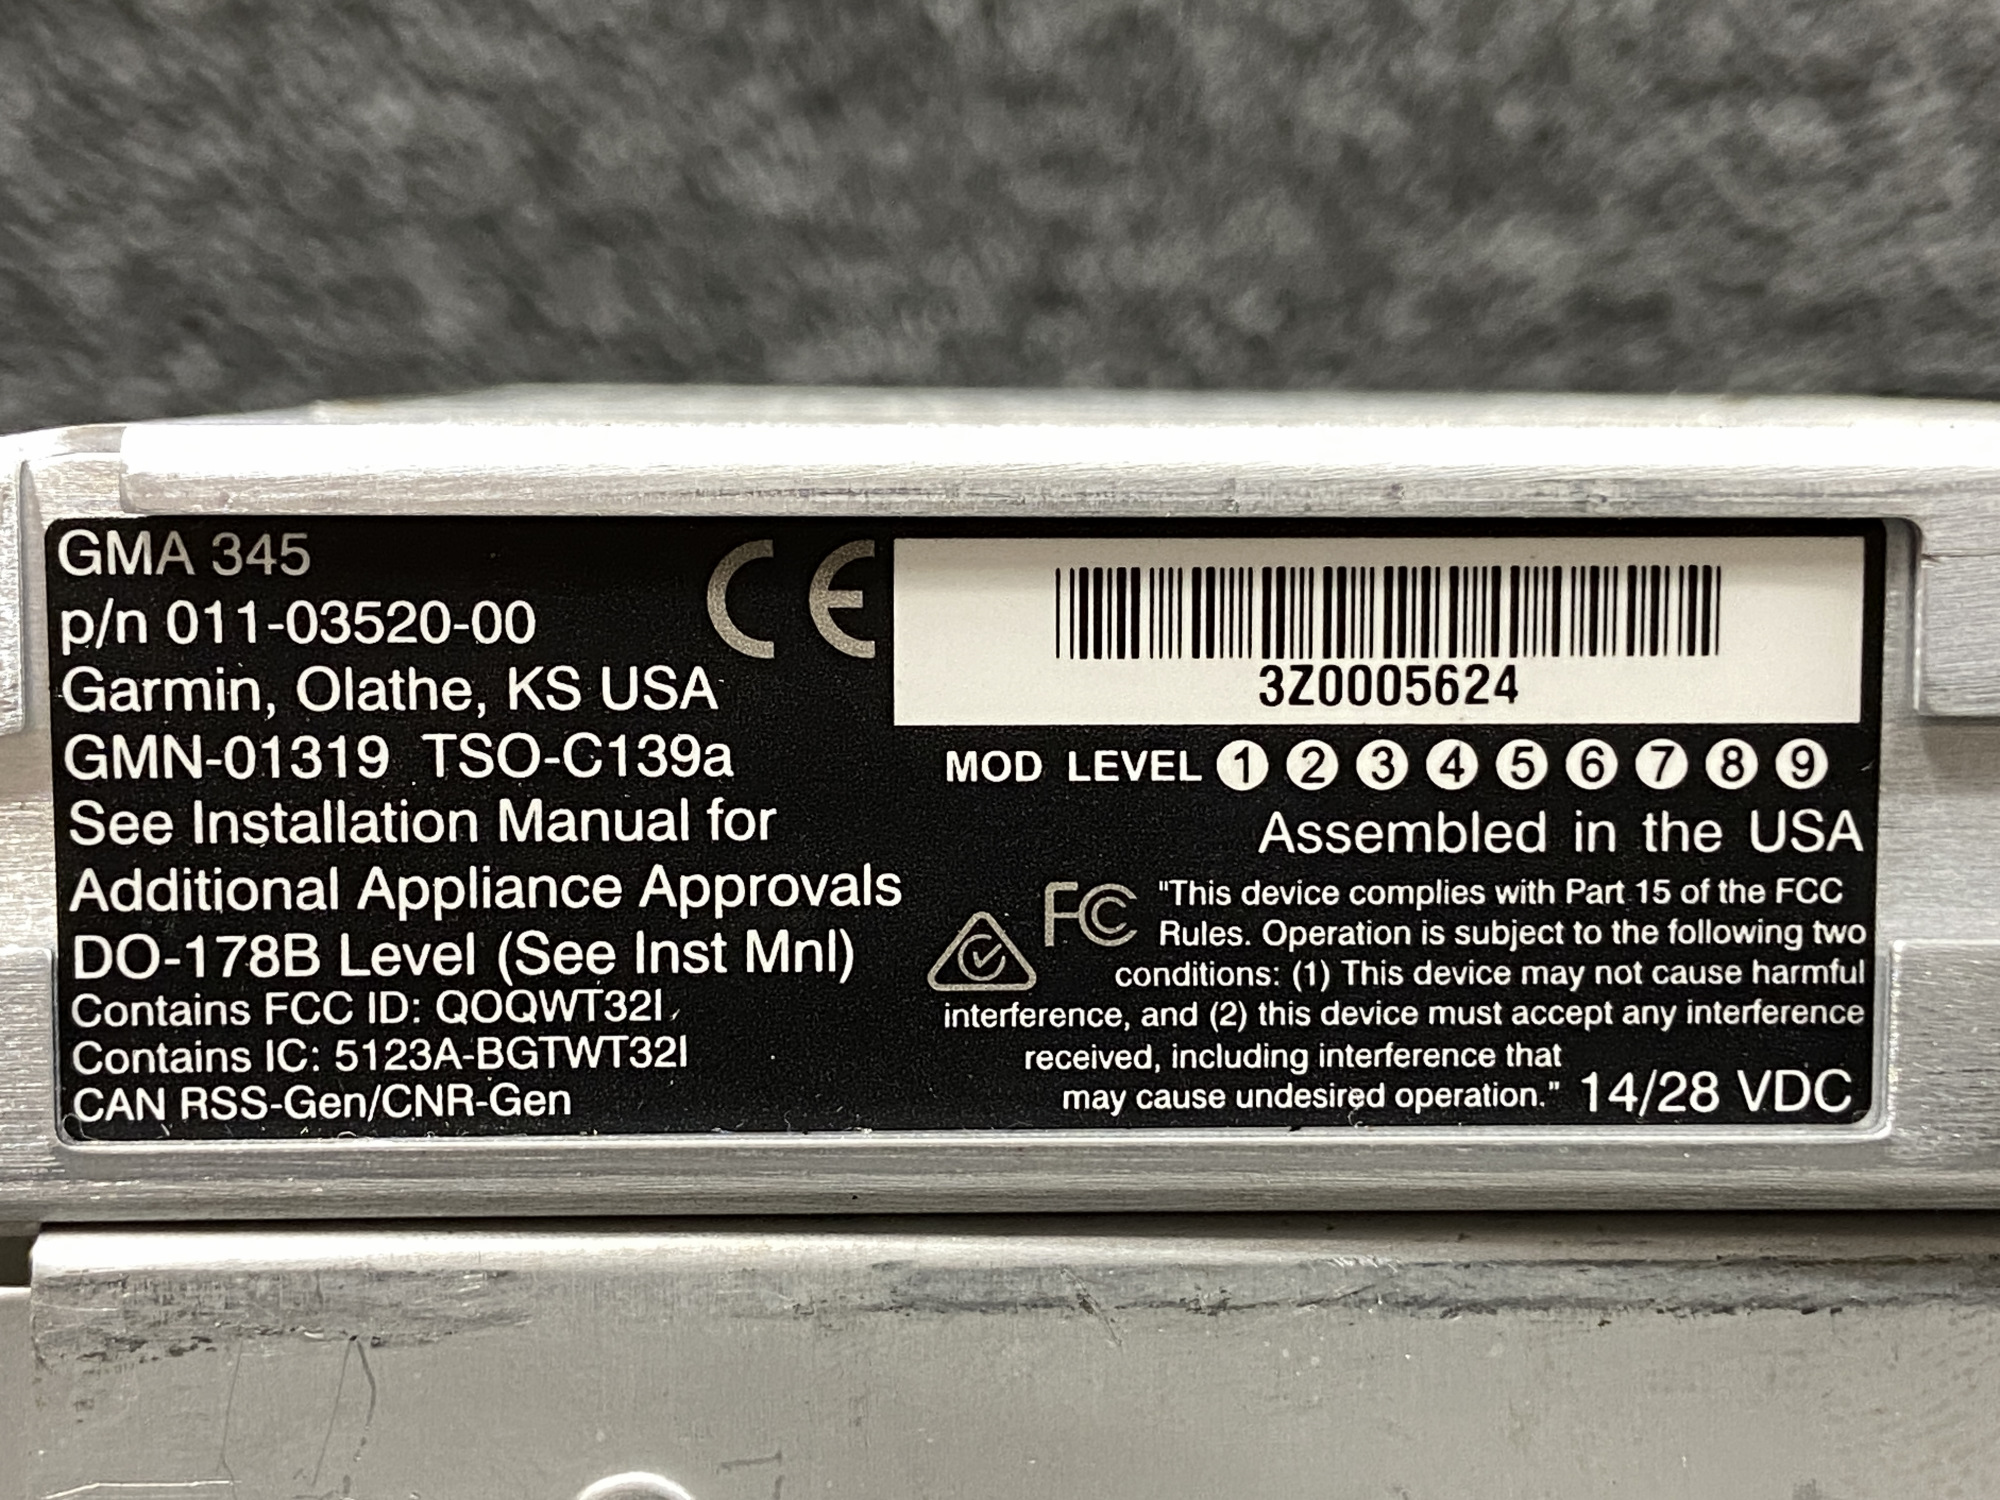 GMA 345
p/n 011-03520-00
Garmin, Olathe, KS USA
GMN-01319 TSO-C139a
See Installation Manual for
Additional Appliance Approvals
DO-178B Level (See Inst Mnl)
Contains FCC ID: QOQWT32I
Contains IC: 5123A-BGTWT32I
CAN RSS-Gen/CNR-Gen
CE
3Z0005624
MOD LEVEL 1 2 3 4 5 6 7 8 9
Assembled in the USA
FC "This device complies with Part 15 of the FCC
Rules. Operation is subject to the following two
conditions: (1) This device may not cause harmful
interference, and (2) this device must accept any interference
received, including interference that
may cause undesired operation." 14/28 VDC